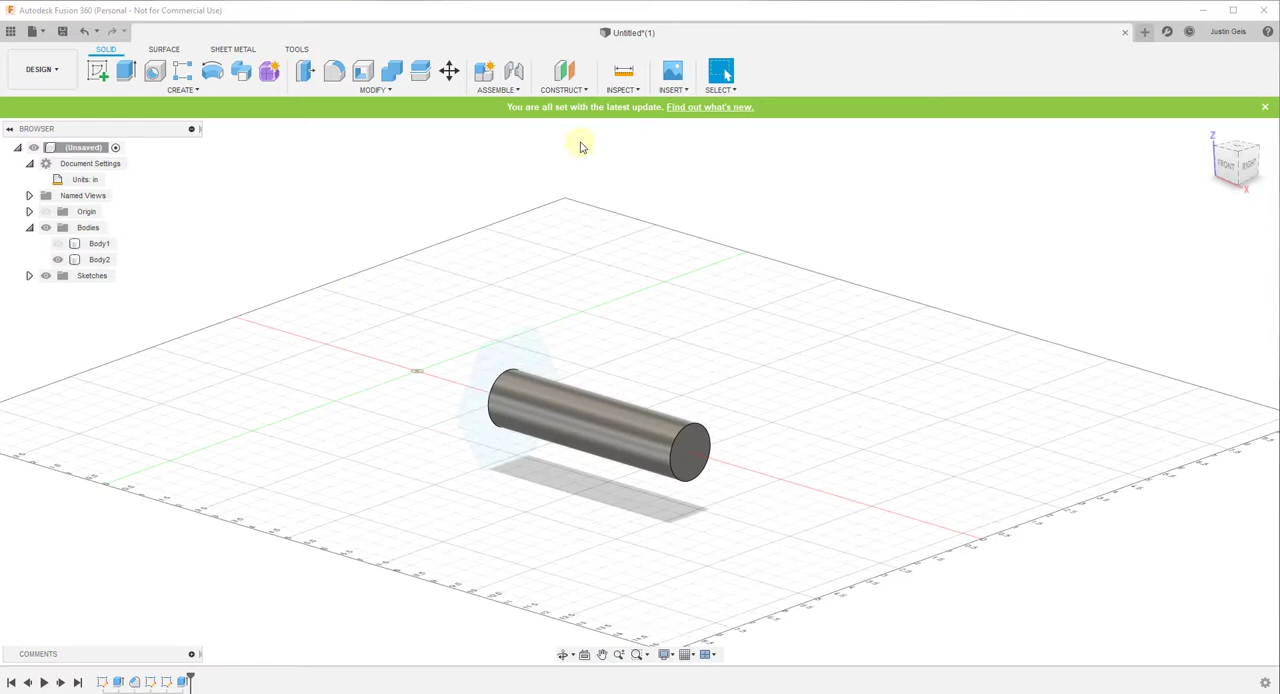 Autodesk Fusion 360 (Personal - Not for Commercial Use)
Untitled*(1)
Justin Geis
DESIGN
SOLID SURFACE SHEET METAL TOOLS
CREATE MODIFY ASSEMBLE CONSTRUCT INSPECT INSERT SELECT
You are all set with the latest update. Find out what's new.
BROWSER
(Unsaved)
Document Settings
Units: in
Named Views
Origin
Bodies
Body1
Body2
Sketches
Z
FRONT RIGHT
X
COMMENTS